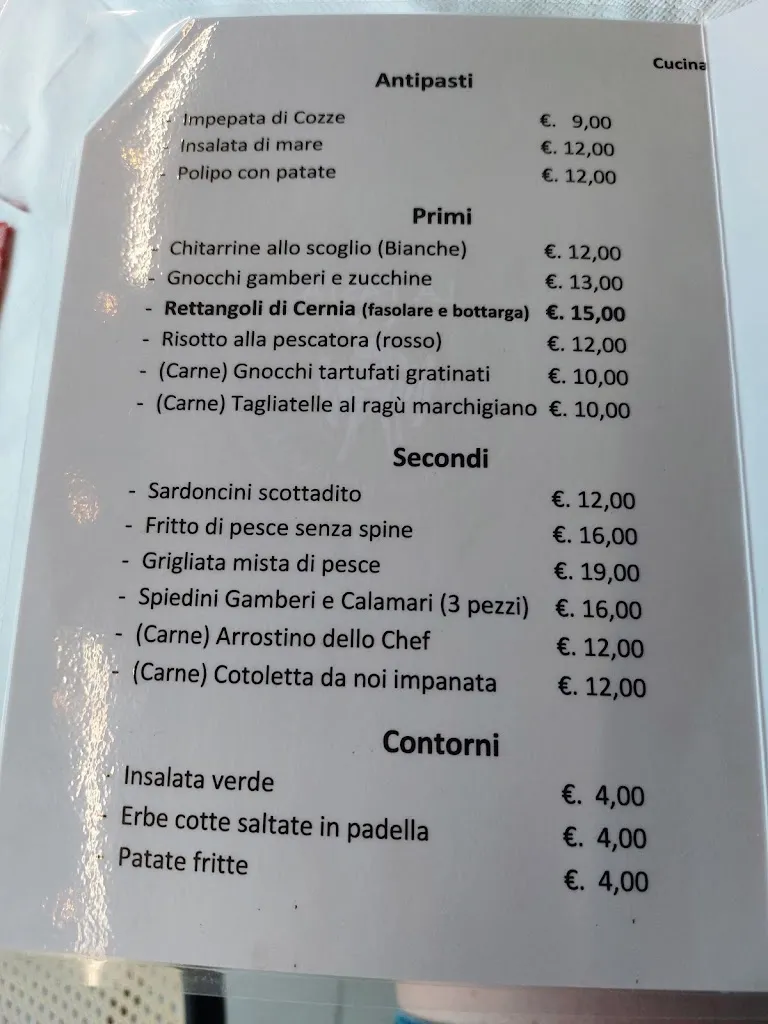 Cucina
Antipasti
- Impepata di Cozze €. 9,00
- Insalata di mare €. 12,00
- Polipo con patate €. 12,00
Primi
- Chitarrine allo scoglio (Bianche) €. 12,00
- Gnocchi gamberi e zucchine €. 13,00
- Rettangoli di Cernia (fasolare e bottarga) €. 15,00
- Risotto alla pescatora (rosso) €. 12,00
- (Carne) Gnocchi tartufati gratinati €. 10,00
- (Carne) Tagliatelle al ragù marchigiano €. 10,00
Secondi
- Sardoncini scottadito €. 12,00
- Fritto di pesce senza spine €. 16,00
- Grigliata mista di pesce €. 19,00
- Spiedini Gamberi e Calamari (3 pezzi) €. 16,00
- (Carne) Arrostino dello Chef €. 12,00
- (Carne) Cotoletta da noi impanata €. 12,00
Contorni
- Insalata verde €. 4,00
- Erbe cotte saltate in padella €. 4,00
- Patate fritte €. 4,00